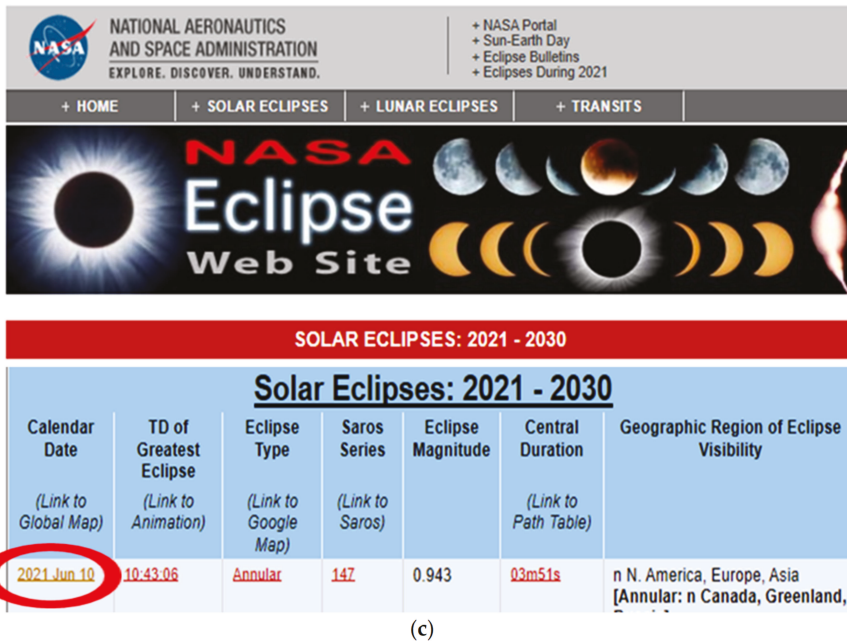 NASA
NATIONAL AERONAUTICS
AND SPACE ADMINISTRATION
EXPLORE. DISCOVER. UNDERSTAND.
+ NASA Portal
+ Sun-Earth Day
+ Eclipse Bulletins
+ Eclipses During 2021
+ HOME
+ SOLAR ECLIPSES
+ LUNAR ECLIPSES
+ TRANSITS
NASA
Eclipse
Web Site
SOLAR ECLIPSES: 2021 - 2030
Solar Eclipses: 2021 - 2030
Calendar
Date
(Link to
Global Map)
TD of
Greatest
Eclipse
(Link to
Animation)
Eclipse
Type
(Link to
Google
Map)
Saros
Series
(Link to
Saros)
Eclipse
Magnitude
Central
Duration
(Link to
Path Table)
Geographic Region of Eclipse
Visibility
2021 Jun 10
10:43:06
Annular
147
0.943
03m51s
n N. America, Europe, Asia
[Annular: n Canada, Greenland,
(c)